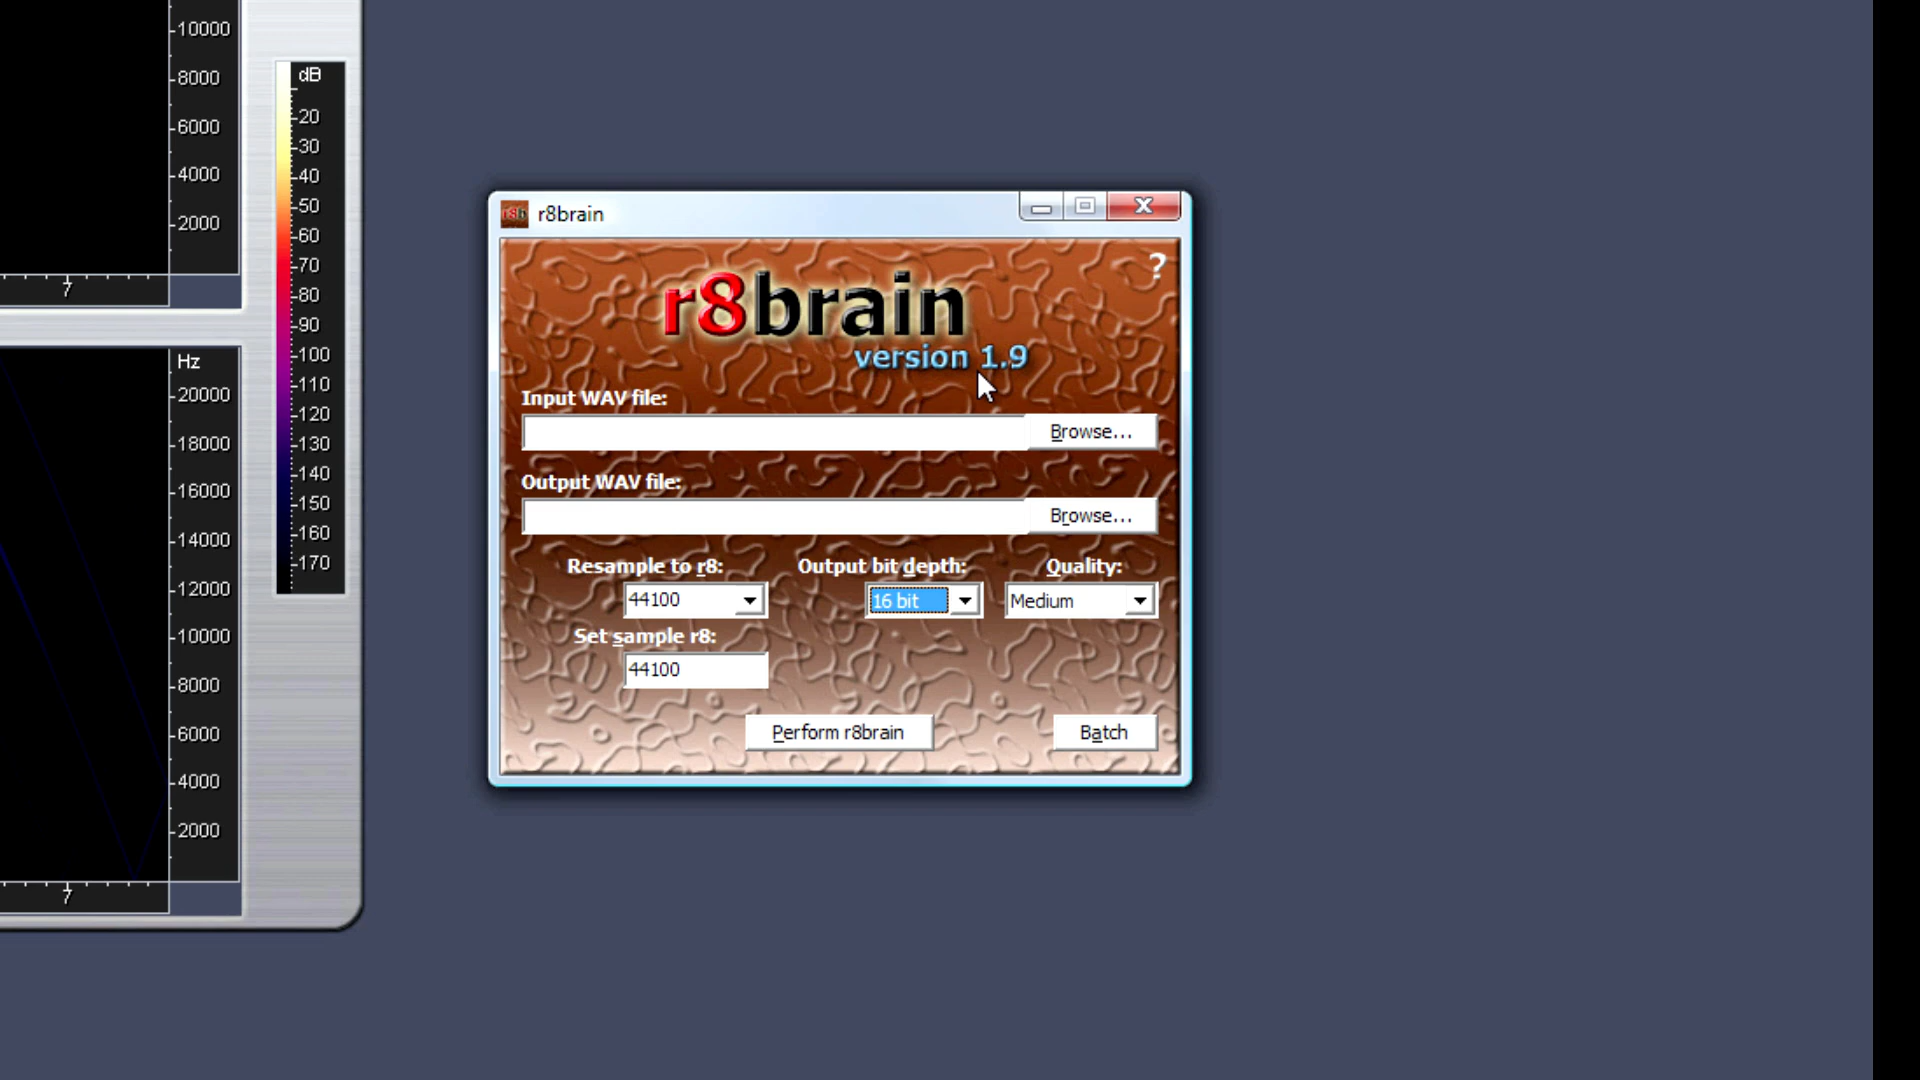 10000
8000
6000
4000
2000
7
dB
-20
-30
-40
-50
-60
-70
-80
-90
-100
-110
-120
-130
-140
-150
-160
-170
Hz
20000
18000
16000
14000
12000
10000
8000
6000
4000
2000
7
r8b r8brain
?
r8brain
version 1.9
Input WAV file:
Browse...
Output WAV file:
Browse...
Resample to r8: Output bit depth: Quality:
44100 16 bit Medium
Set sample r8:
44100
Perform r8brain Batch